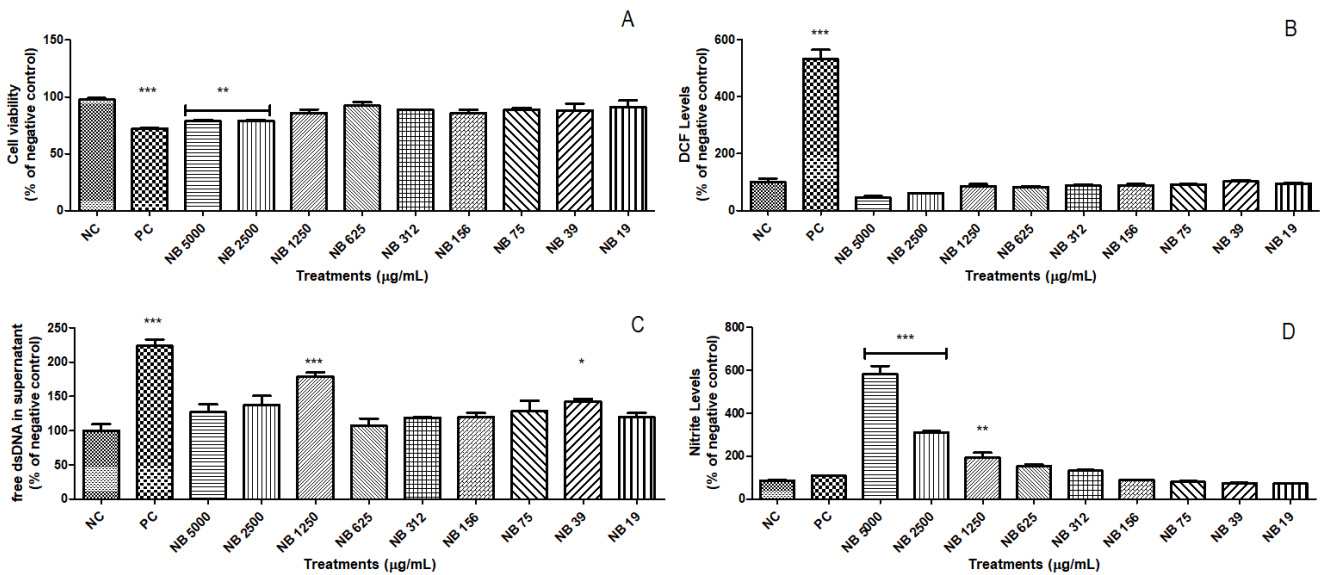 A
Cell viability
(% of negative control)
150
100
50
0
***
**
NC
PC
NB 5000
NB 2500
NB 1250
NB 625
NB 312
NB 156
NB 75
NB 39
NB 19
Treatments (μg/mL)
B
DCF Levels
(% of negative control)
600
400
200
0
***
NC
PC
NB 5000
NB 2500
NB 1250
NB 625
NB 312
NB 156
NB 75
NB 39
NB 19
Treatments (μg/mL)
C
free dsDNA in supernatant
(% of negative control)
250
200
150
100
50
0
***
***
*
NC
PC
NB 5000
NB 2500
NB 1250
NB 625
NB 312
NB 156
NB 75
NB 39
NB 19
Treatments (μg/mL)
D
Nitrite Levels
(% of negative control)
800
600
400
200
0
***
**
NC
PC
NB 5000
NB 2500
NB 1250
NB 625
NB 312
NB 156
NB 75
NB 39
NB 19
Treatments (μg/mL)